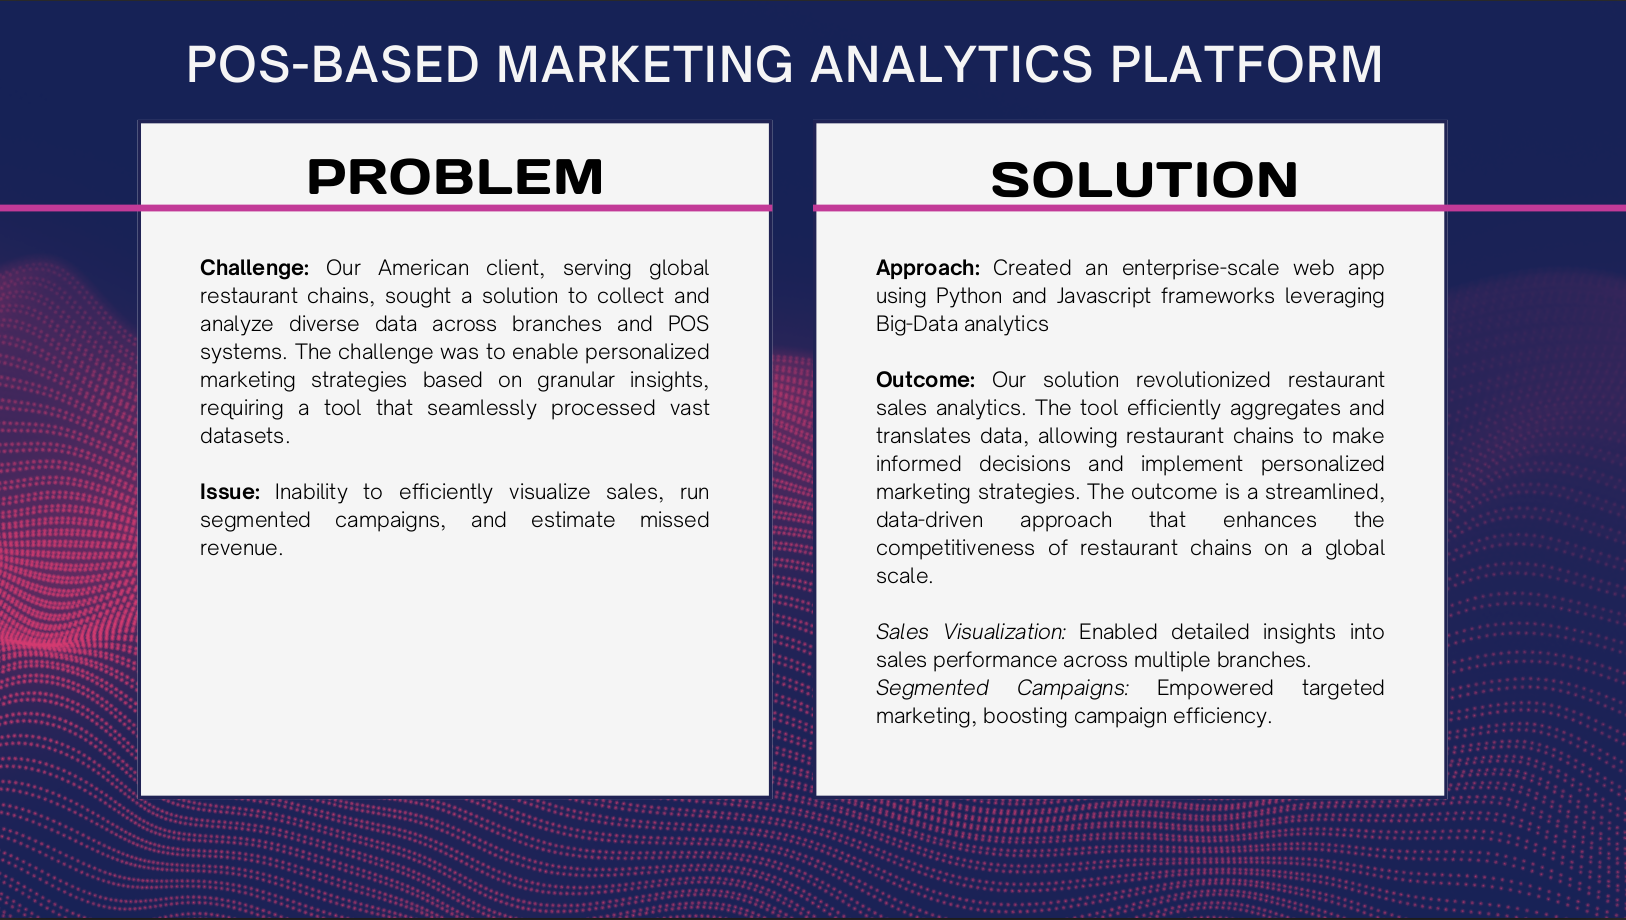 POS-BASED MARKETING ANALYTICS PLATFORM
PROBLEM
Challenge: Our American client, serving global
restaurant chains, sought a solution to collect and
analyze diverse data across branches and POS
systems. The challenge was to enable personalized
marketing strategies based on granular insights,
requiring a tool that seamlessly processed vast
datasets.
Issue: Inability to efficiently visualize sales, run
segmented campaigns, and estimate missed
revenue.
SOLUTION
Approach: Created an enterprise-scale web app
using Python and Javascript frameworks leveraging
Big-Data analytics
Outcome: Our solution revolutionized restaurant
sales analytics. The tool efficiently aggregates and
translates data, allowing restaurant chains to make
informed decisions and implement personalized
marketing strategies. The outcome is a streamlined,
data-driven approach that enhances the
competitiveness of restaurant chains on a global
scale.
Sales Visualization: Enabled detailed insights into
sales performance across multiple branches.
Segmented Campaigns: Empowered targeted
marketing, boosting campaign efficiency.